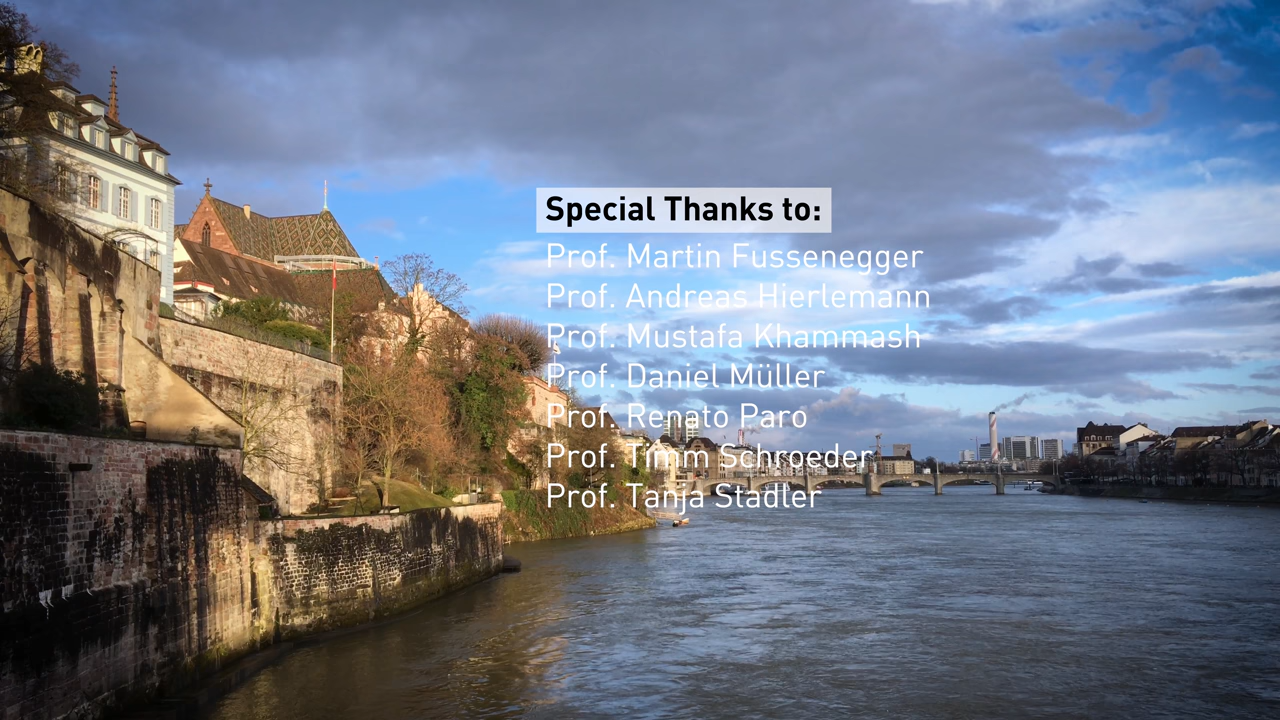 Special Thanks to:
Prof. Martin Fussenegger
Prof. Andreas Hierlemann
Prof. Mustafa Khammash
Prof. Daniel Müller
Prof. Renato Paro
Prof. Timm Schroeder
Prof. Tanja Stadler